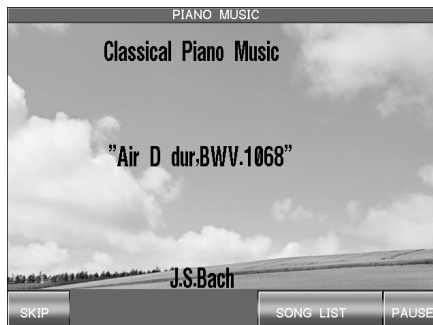 PIANO MUSIC
Classical Piano Music
"Air D dur,BWV.1068"
J.S.Bach
SKIP SONG LIST PAUSE